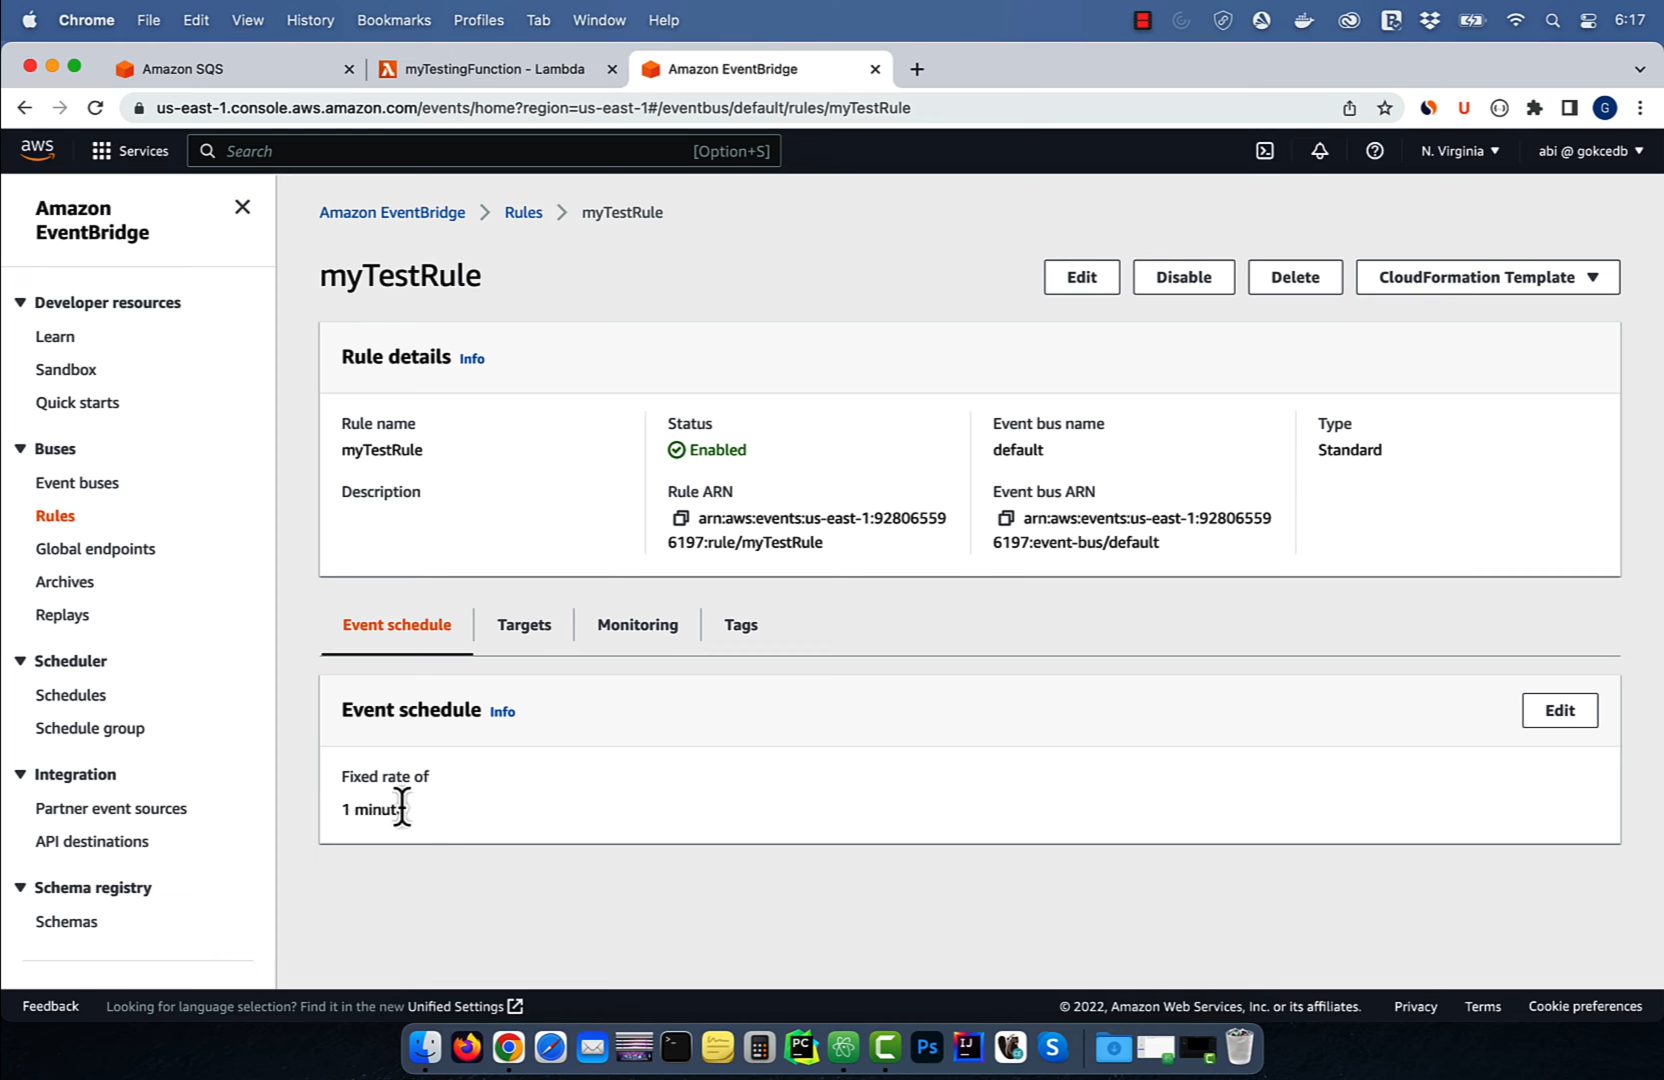 Chrome File Edit View History Bookmarks Profiles Tab Window Help 6:17
Amazon SQS myTestingFunction - Lambda Amazon EventBridge
us-east-1.console.aws.amazon.com/events/home?region=us-east-1#/eventbus/default/rules/myTestRule U G
aws Services Search [Option+S] N. Virginia abi @ gokcedb
Amazon
EventBridge
Developer resources
Learn
Sandbox
Quick starts
Buses
Event buses
Rules
Global endpoints
Archives
Replays
Scheduler
Schedules
Schedule group
Integration
Partner event sources
API destinations
Schema registry
Schemas
Amazon EventBridge Rules myTestRule
myTestRule Edit Disable Delete CloudFormation Template
Rule details Info
Rule name
myTestRule
Description
Status
Enabled
Rule ARN
arn:aws:events:us-east-1:92806559
6197:rule/myTestRule
Event bus name
default
Event bus ARN
arn:aws:events:us-east-1:92806559
6197:event-bus/default
Type
Standard
Event schedule Targets Monitoring Tags
Event schedule Info Edit
Fixed rate of
1 minut
Feedback Looking for language selection? Find it in the new Unified Settings © 2022, Amazon Web Services, Inc. or its affiliates. Privacy Terms Cookie preferences
PC Ps IJ S